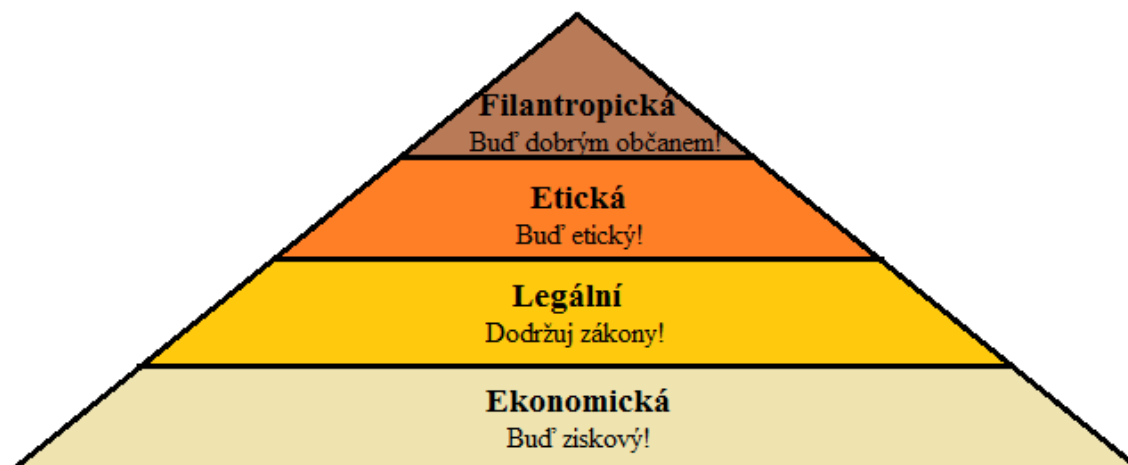 Filantropická
Buď dobrým občanem!
Etická
Buď etický!
Legální
Dodržuj zákony!
Ekonomická
Buď ziskový!